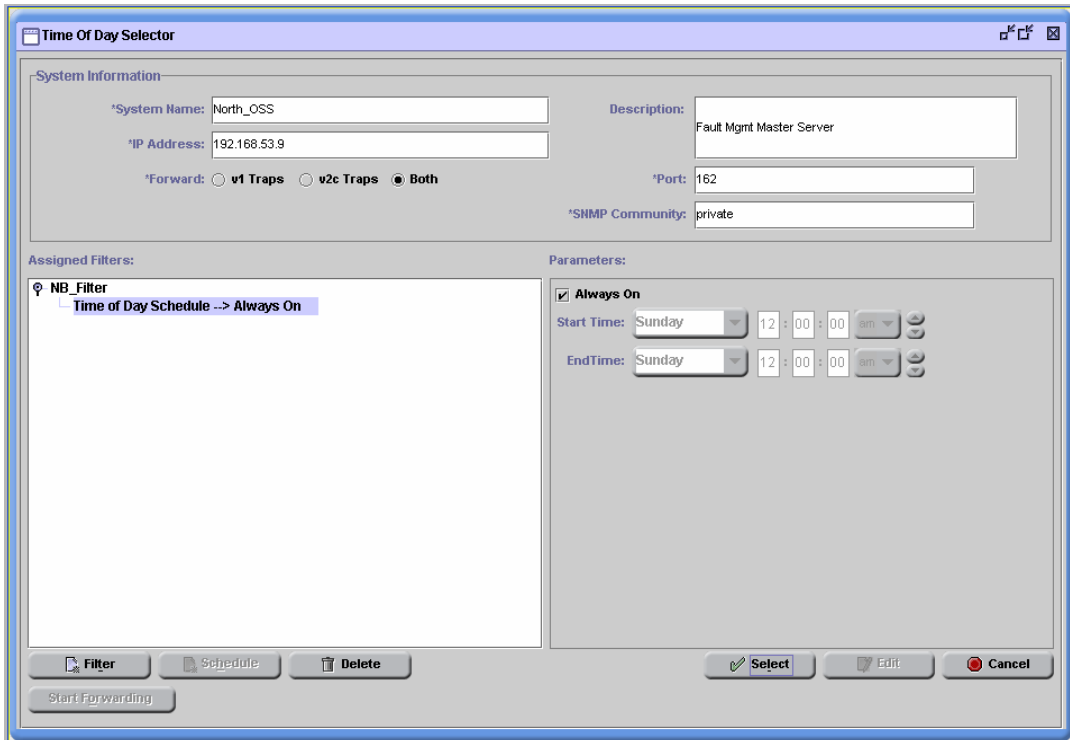 Time Of Day Selector
System Information
*System Name: North_OSS
Description: Fault Mgmt Master Server
*IP Address: 192.168.53.9
*Forward: v1 Traps v2c Traps Both
*Port: 162
*SNMP Community: private
Assigned Filters:
NB_Filter
Time of Day Schedule --> Always On
Parameters:
Always On
Start Time: Sunday 12 : 00 : 00 am
EndTime: Sunday 12 : 00 : 00 am
Filter Schedule Delete
Select Edit Cancel
Start Forwarding